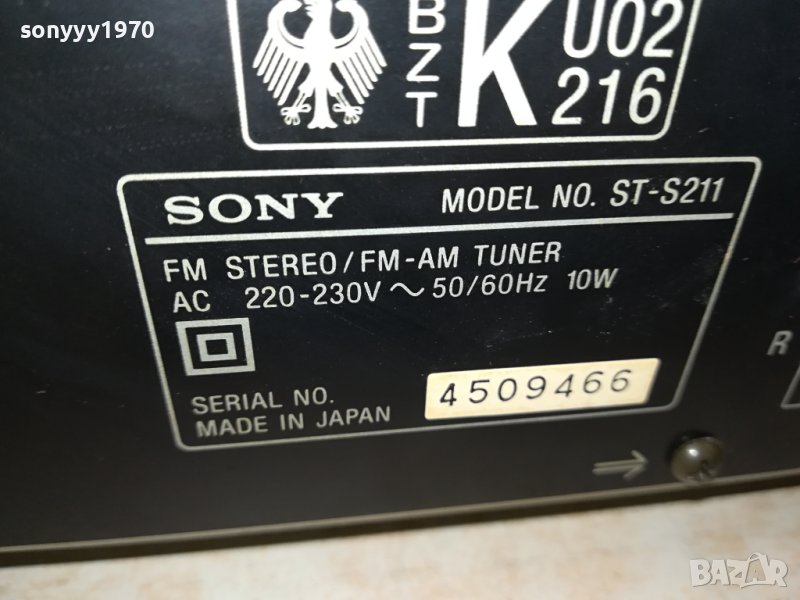 sonyyy1970
BZT K U02 216
SONY MODEL NO. ST-S211
FM STEREO/FM-AM TUNER
AC 220-230V ~ 50/60Hz 10W
SERIAL NO. 4509466
MADE IN JAPAN
R
BAZAR